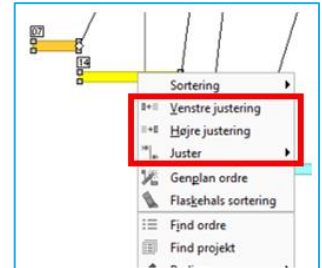 07
14
Sortering
Venstre justering
Højre justering
Juster
Genplan ordre
Flaskehals sortering
Find ordre
Find projekt